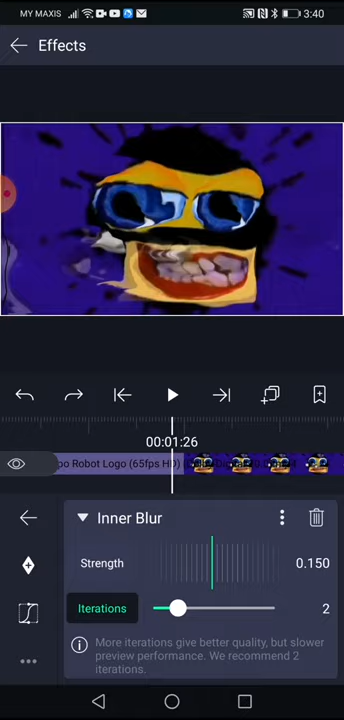 MY MAXIS 3:40
Effects
00:01:26
po Robot Logo (65fps HD)
Inner Blur
Strength 0.150
Iterations 2
More iterations give better quality, but slower
preview performance. We recommend 2
iterations.